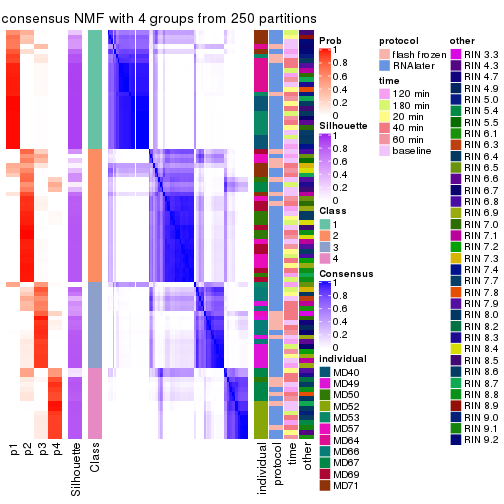 consensus NMF with 4 groups from 250 partitions
p1
p2
p3
p4
Silhouette
Class
individual
protocol
time
other
Prob
1
0.8
0.6
0.4
0.2
0
Silhouette
1
0.8
0.6
0.4
0.2
0
Class
1
2
3
4
Consensus
1
0.8
0.6
0.4
0.2
0
Individual
MD40
MD49
MD50
MD52
MD53
MD57
MD64
MD66
MD67
MD69
MD71
protocol
flash frozen
RNAlater
time
120 min
180 min
20 min
40 min
60 min
baseline
other
RIN 3.3
RIN 4.3
RIN 4.7
RIN 4.9
RIN 5.0
RIN 5.4
RIN 5.5
RIN 6.1
RIN 6.3
RIN 6.4
RIN 6.5
RIN 6.6
RIN 6.7
RIN 6.8
RIN 6.9
RIN 7.0
RIN 7.1
RIN 7.2
RIN 7.3
RIN 7.4
RIN 7.7
RIN 7.8
RIN 7.9
RIN 8.0
RIN 8.2
RIN 8.3
RIN 8.4
RIN 8.5
RIN 8.6
RIN 8.7
RIN 8.8
RIN 8.9
RIN 9.0
RIN 9.1
RIN 9.2